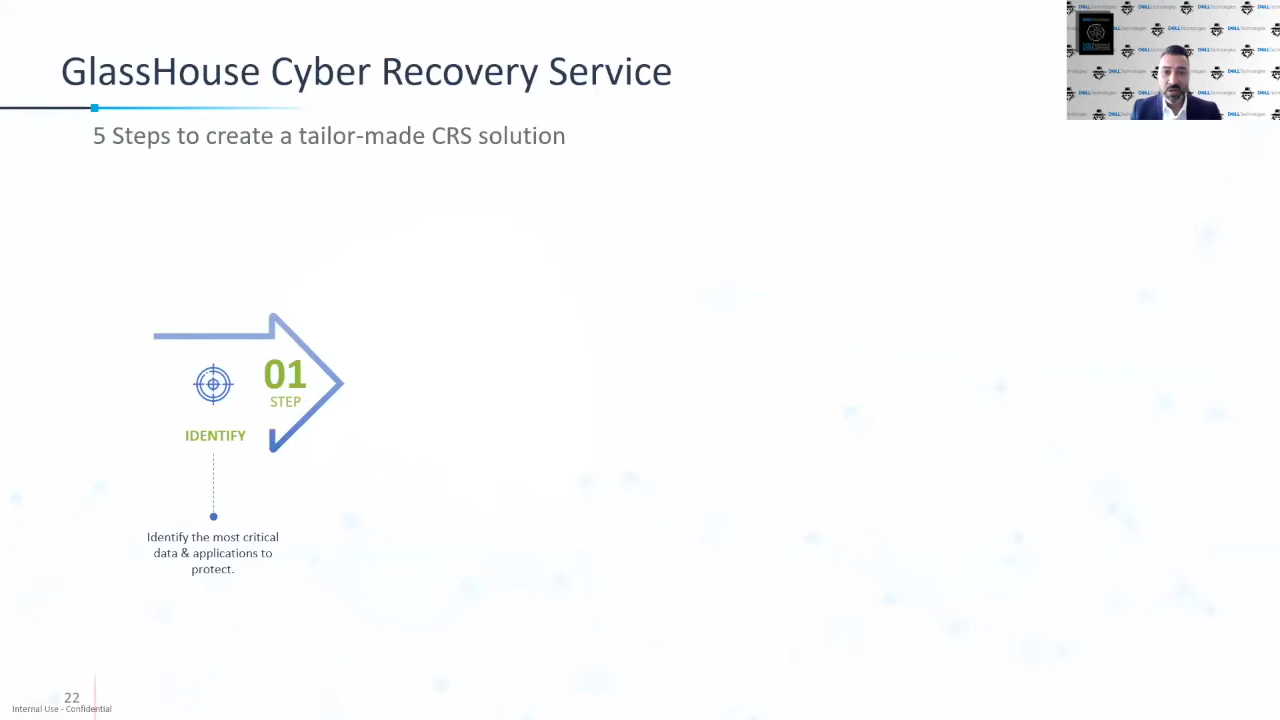 GlassHouse Cyber Recovery Service
5 Steps to create a tailor-made CRS solution
01
STEP
IDENTIFY
Identify the most critical
data & applications to
protect.
22
Internal Use - Confidential
DELLTechnologies